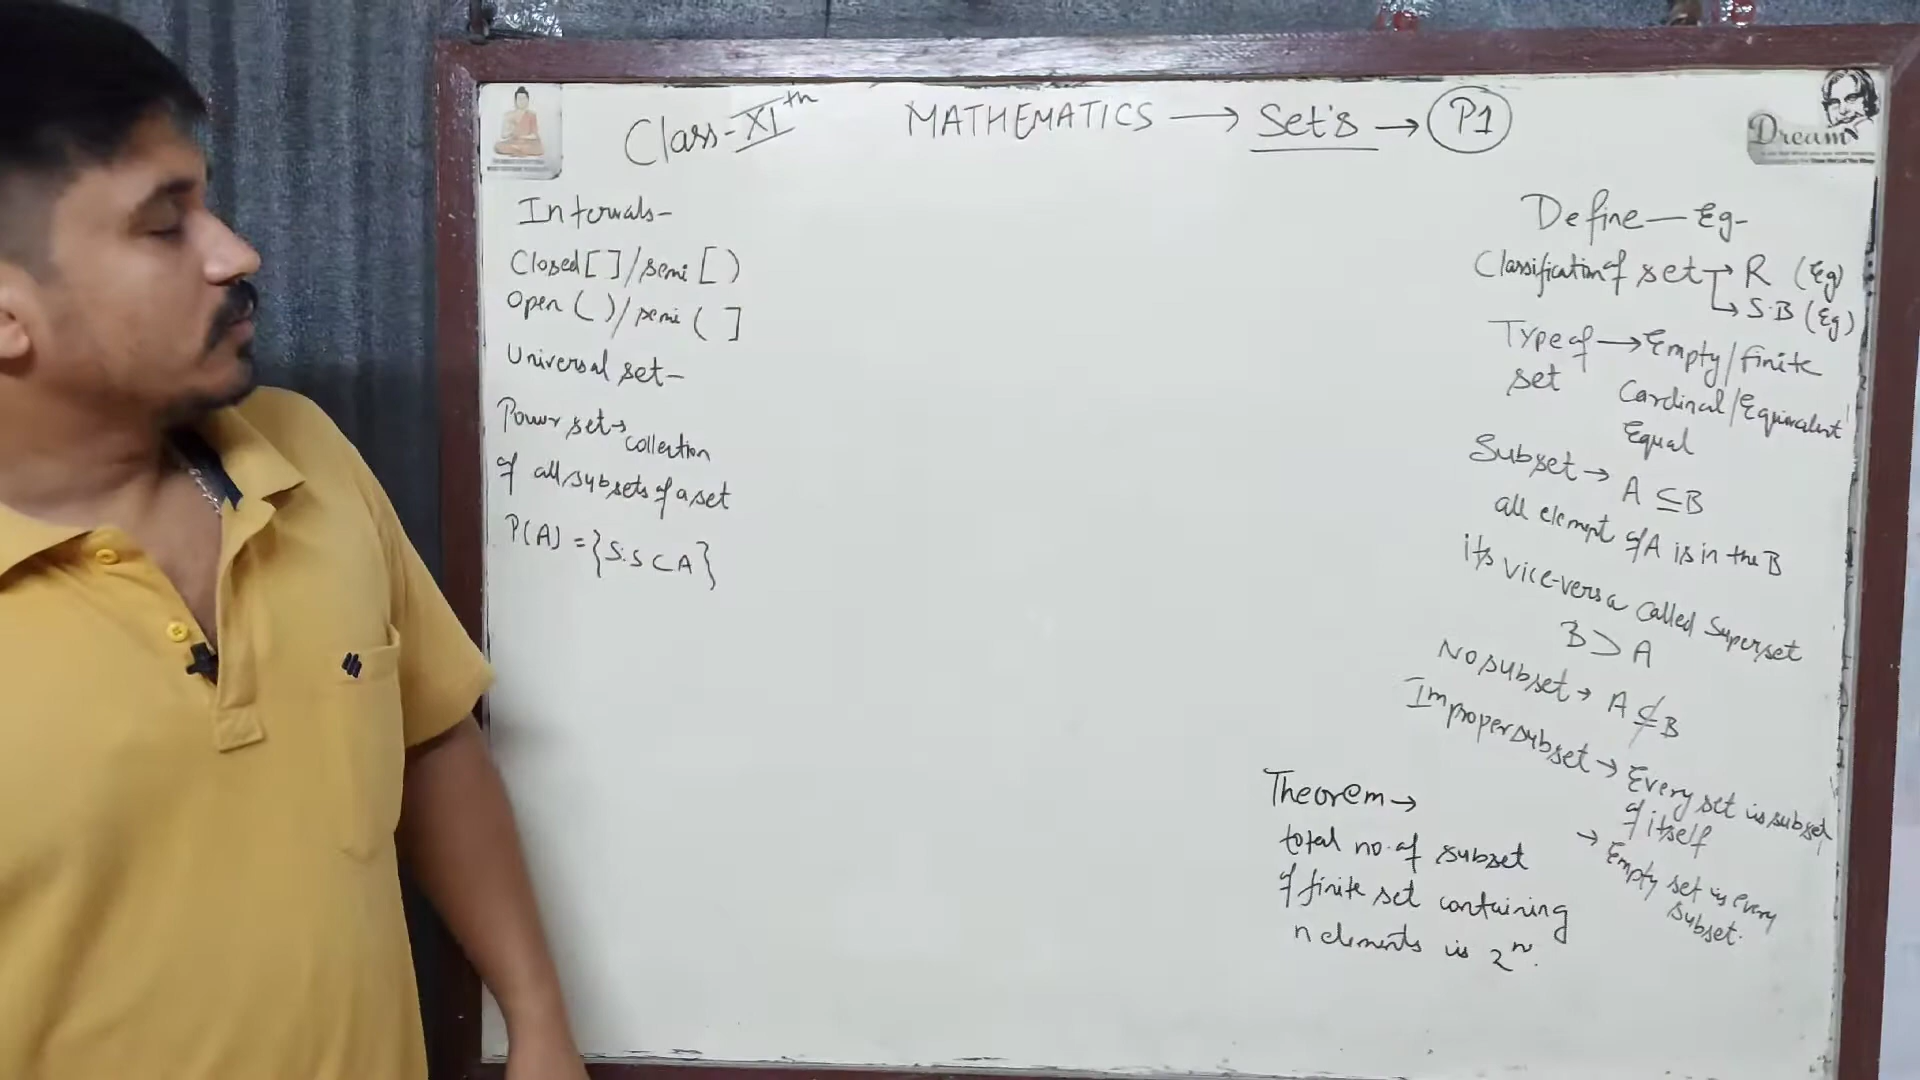 Class-XIth MATHEMATICS → Set's → P1
Dream
Intervals-
Closed [ ] / semi [ )
Open ( ) / semi ( ]
Universal set-
Power set→ collection
of all subsets of a set
P(A) = {S.S ⊂ A}
Define — Eg-
Classification of set → R (Eg)
→ S.B (Eg)
Type of → Empty/finite
set Cardinal/Equivalent
Equal
Subset → A ⊆ B
all element of A is in the B
its vice-versa called Superset
B ⊃ A
No subset → A ⊈ B
Improper subset → Every set is subset
of itself
→ Empty set is every
subset.
Theorem →
total no. of subset
of finite set containing
n elements is 2ⁿ.